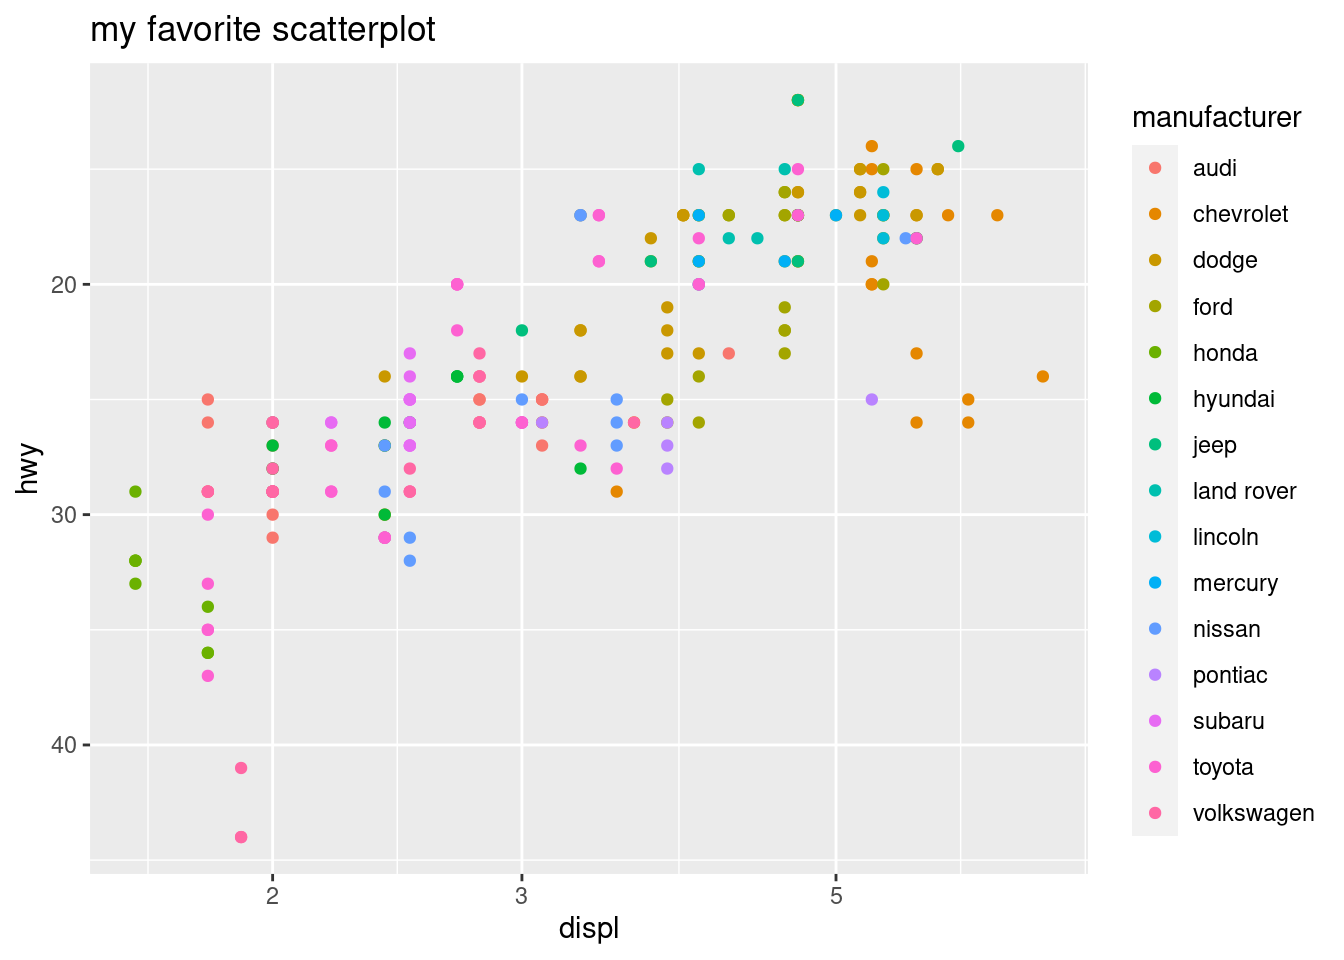 my favorite scatterplot
manufacturer
audi
chevrolet
dodge
ford
honda
hyundai
jeep
land rover
lincoln
mercury
nissan
pontiac
subaru
toyota
volkswagen
hwy
20
30
40
2
3
5
displ